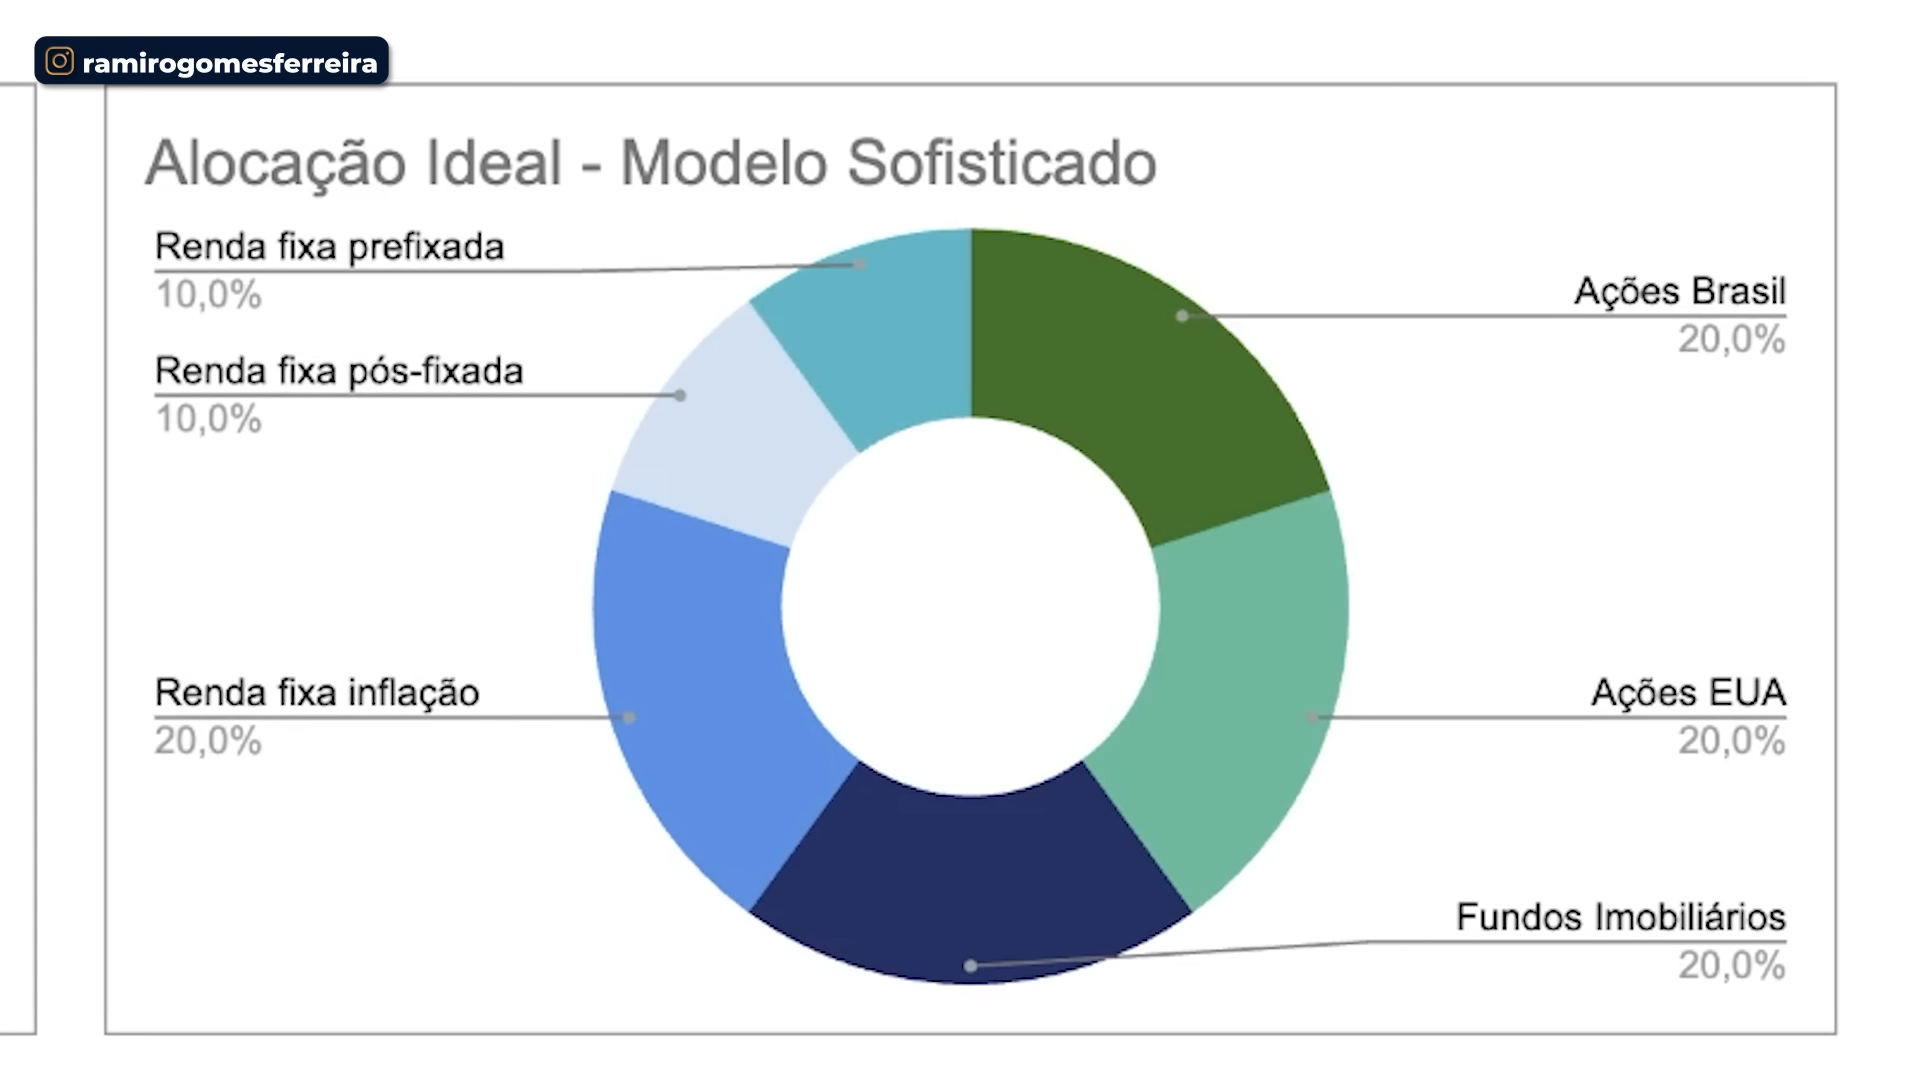 ramirogomesferreira
Alocação Ideal - Modelo Sofisticado
Renda fixa prefixada
10,0%
Renda fixa pós-fixada
10,0%
Renda fixa inflação
20,0%
Ações Brasil
20,0%
Ações EUA
20,0%
Fundos Imobiliários
20,0%